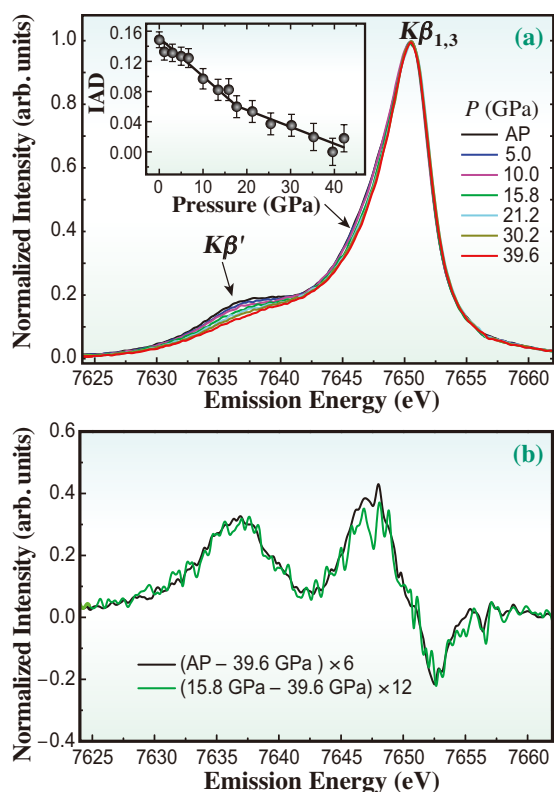 Normalized Intensity (arb. units)
1.0
0.8
0.6
0.4
0.2
0.0
7625 7630 7635 7640 7645 7650 7655 7660
Emission Energy (eV)
(a)
Kβ1,3
P (GPa)
AP
5.0
10.0
15.8
21.2
30.2
39.6
Kβ'
IAD
0.16
0.12
0.08
0.04
0.00
0 10 20 30 40
Pressure (GPa)
Normalized Intensity (arb. units)
0.6
0.4
0.2
0.0
−0.2
−0.4
(b)
(AP − 39.6 GPa ) ×6
(15.8 GPa − 39.6 GPa) ×12
7625 7630 7635 7640 7645 7650 7655 7660
Emission Energy (eV)